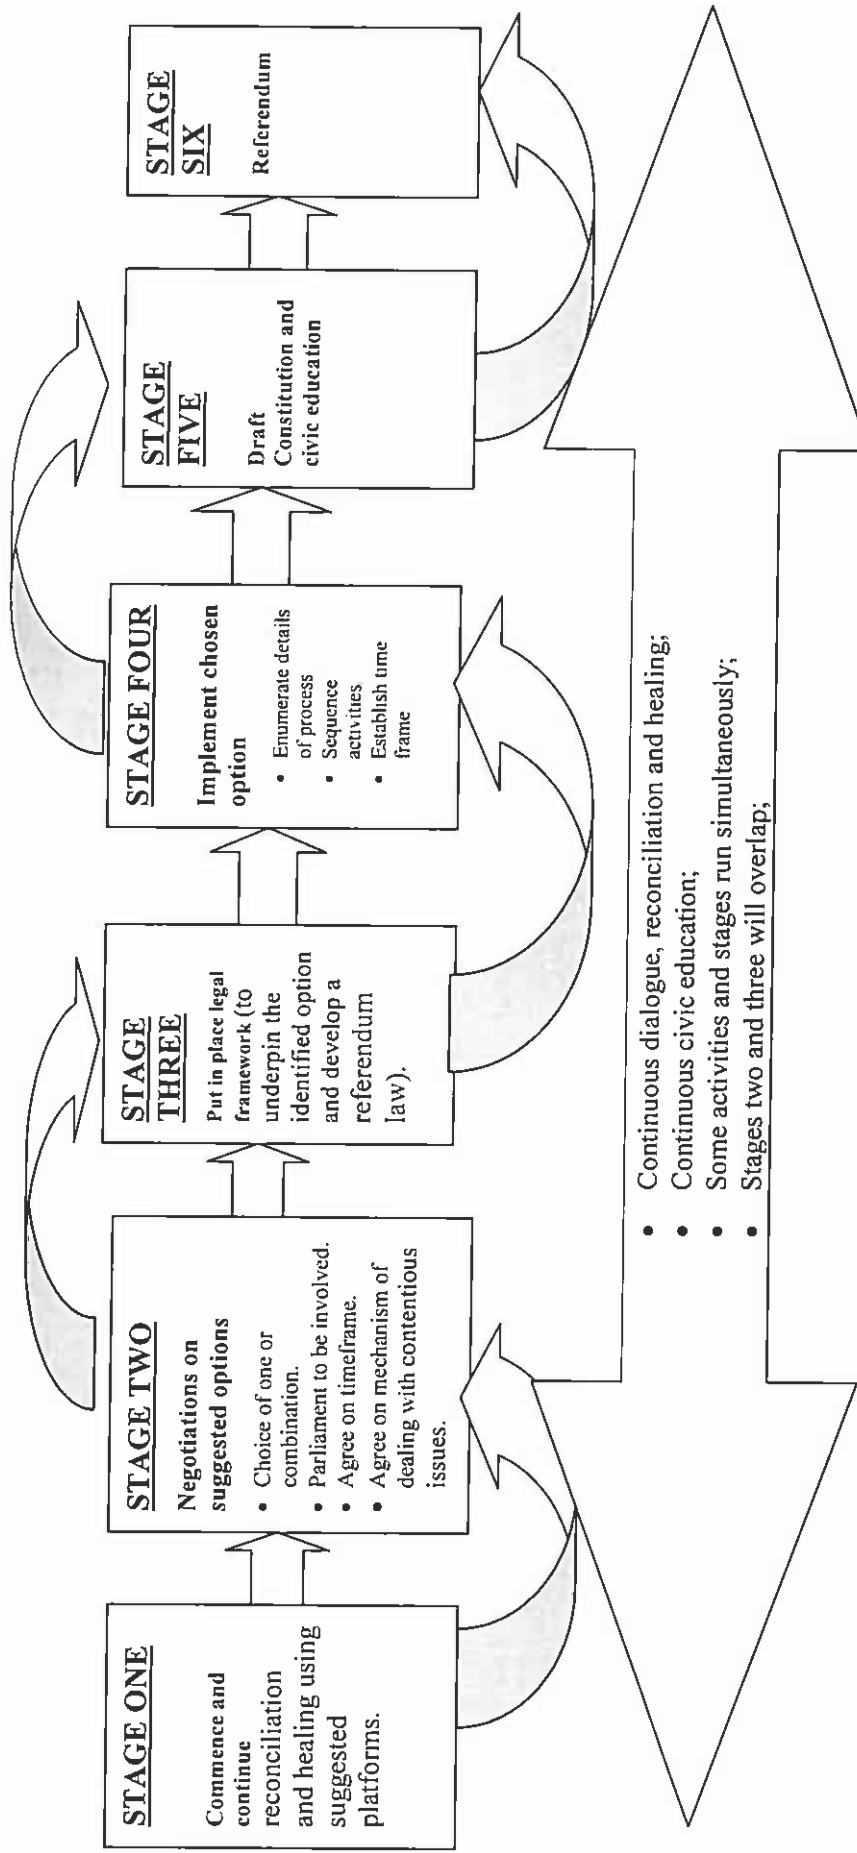 STAGE ONE
Commence and
continue
reconciliation
and healing using
suggested
platforms.
STAGE TWO
Negotiations on
suggested options
• Choice of one or
combination.
• Parliament to be involved.
• Agree on timeframe.
• Agree on mechanism of
dealing with contentious
issues.
STAGE
THREE
Put in place legal
framework (to
underpin the
identified option
and develop a
referendum
law).
STAGE FOUR
Implement chosen
option
• Enumerate details
of process
• Sequence
activities
• Establish time
frame
STAGE
FIVE
Draft
Constitution and
civic education
STAGE
SIX
Referendum
• Continuous dialogue, reconciliation and healing;
• Continuous civic education;
• Some activities and stages run simultaneously;
• Stages two and three will overlap;